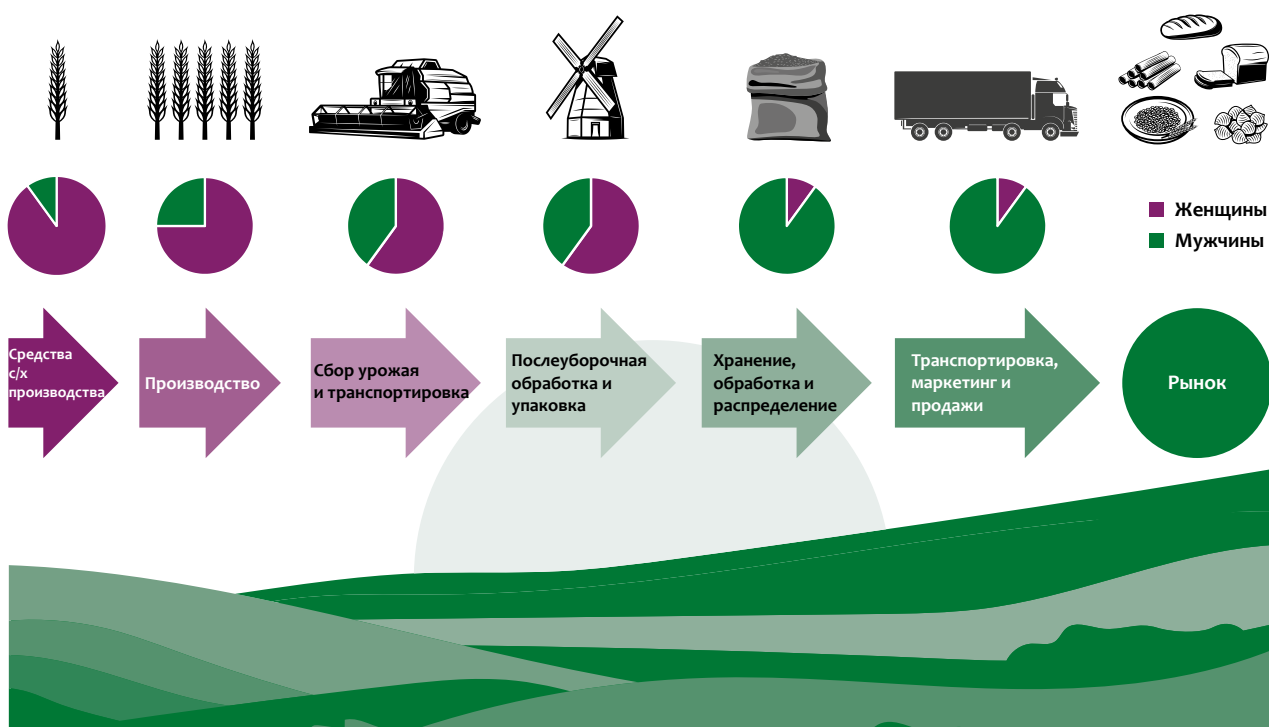 Женщины
Мужчины
Средства
с/х
производства
Производство
Сбор урожая
и транспортировка
Послеуборочная
обработка и
упаковка
Хранение,
обработка и
распределение
Транспортировка,
маркетинг и
продажи
Рынок